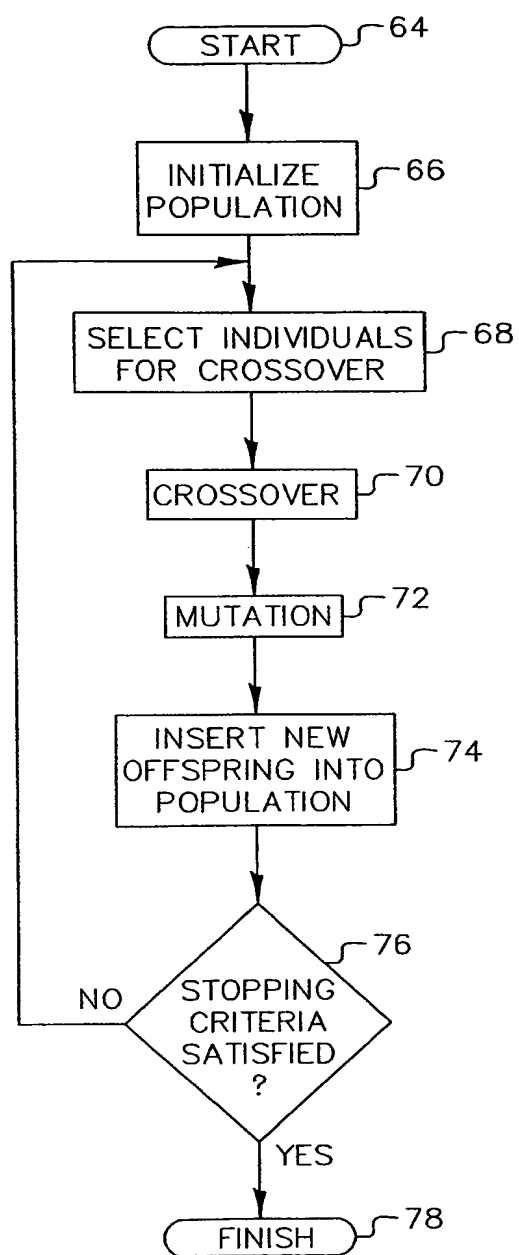 START
64
INITIALIZE
POPULATION
66
SELECT INDIVIDUALS
FOR CROSSOVER
68
CROSSOVER
70
MUTATION
72
INSERT NEW
OFFSPRING INTO
POPULATION
74
76
NO
STOPPING
CRITERIA
SATISFIED
?
YES
FINISH
78